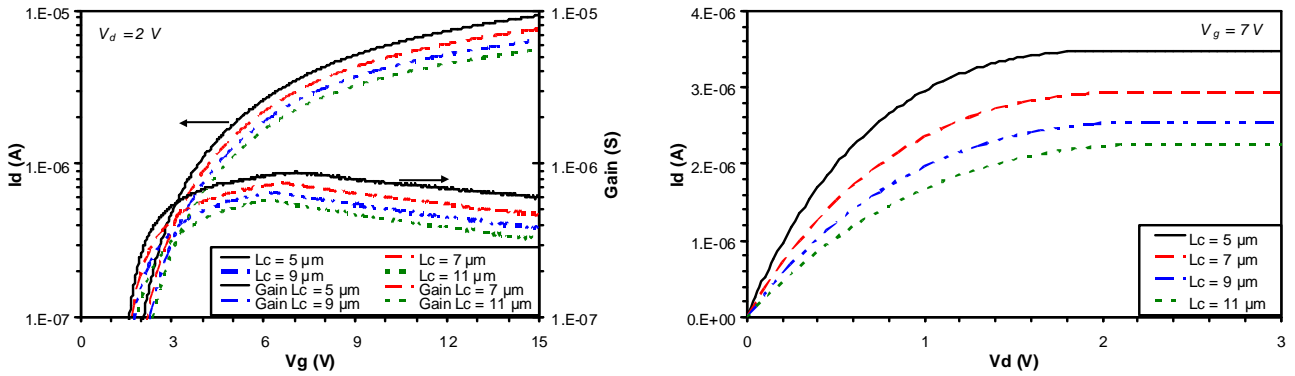 1.E-05
1.E-06
1.E-07
Id (A)
V_d =2 V
1.E-05
1.E-06
1.E-07
Gain (S)
Lc = 5 µm
Lc = 7 µm
Lc = 9 µm
Lc = 11 µm
Gain Lc = 5 µm
Gain Lc = 7 µm
Gain Lc = 9 µm
Gain Lc = 11 µm
0 3 6 9 12 15
Vg (V)
4.E-06
3.E-06
2.E-06
1.E-06
0.E+00
Id (A)
V_g = 7 V
Lc = 5 µm
Lc = 7 µm
Lc = 9 µm
Lc = 11 µm
0 1 2 3
Vd (V)